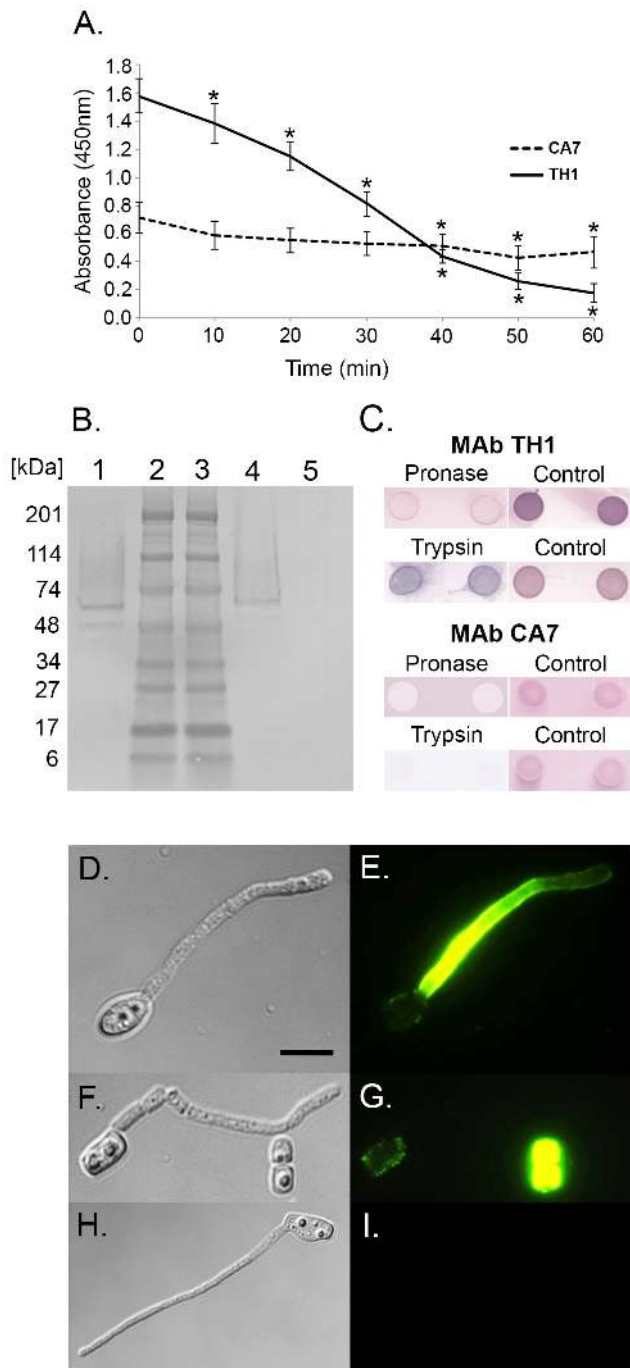 A.
Absorbance (450nm)
1.8
1.6
1.4
1.2
1.0
0.8
0.6
0.4
0.2
0.0
* * * * * *
* * *
CA7
TH1
0 10 20 30 40 50 60
Time (min)
B.
[kDa] 1 2 3 4 5
201
114
74
48
34
27
17
6
C.
MAb TH1
Pronase Control
Trypsin Control
MAb CA7
Pronase Control
Trypsin Control
D. E.
F. G.
H. I.